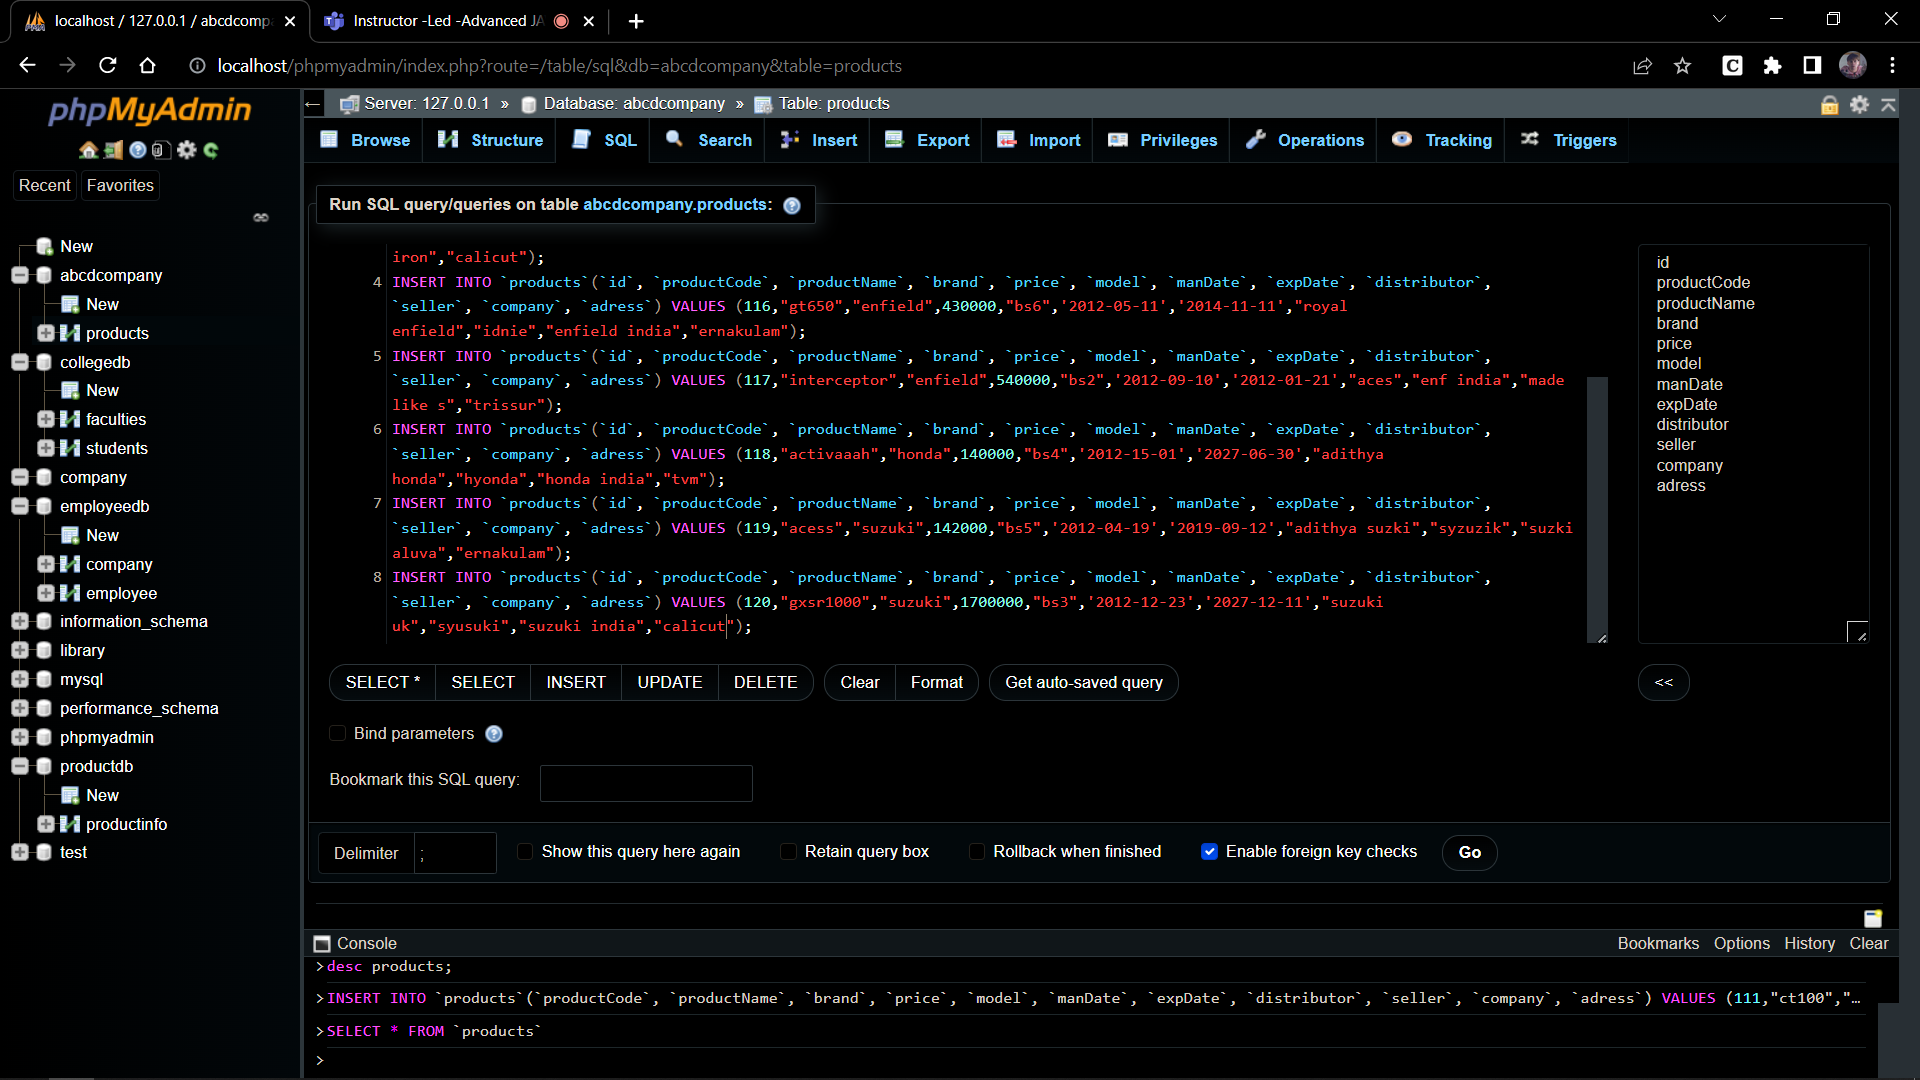 localhost / 127.0.0.1 / abcdcomp
Instructor -Led -Advanced JA
localhost/phpmyadmin/index.php?route=/table/sql&db=abcdcompany&table=products
phpMyAdmin
Server: 127.0.0.1 » Database: abcdcompany » Table: products
Browse Structure SQL Search Insert Export Import Privileges Operations Tracking Triggers
Recent Favorites
New
abcdcompany
New
products
collegedb
New
faculties
students
company
employeedb
New
company
employee
information_schema
library
mysql
performance_schema
phpmyadmin
productdb
New
productinfo
test
Run SQL query/queries on table abcdcompany.products:
iron","calicut");
4 INSERT INTO `products`(`id`, `productCode`, `productName`, `brand`, `price`, `model`, `manDate`, `expDate`, `distributor`,
`seller`, `company`, `adress`) VALUES (116,"gt650","enfield",430000,"bs6",'2012-05-11','2014-11-11',"royal
enfield","idnie","enfield india","ernakulam");
5 INSERT INTO `products`(`id`, `productCode`, `productName`, `brand`, `price`, `model`, `manDate`, `expDate`, `distributor`,
`seller`, `company`, `adress`) VALUES (117,"interceptor","enfield",540000,"bs2",'2012-09-10','2012-01-21',"aces","enf india","made
like s","trissur");
6 INSERT INTO `products`(`id`, `productCode`, `productName`, `brand`, `price`, `model`, `manDate`, `expDate`, `distributor`,
`seller`, `company`, `adress`) VALUES (118,"activaaah","honda",140000,"bs4",'2012-15-01','2027-06-30',"adithya
honda","hyonda","honda india","tvm");
7 INSERT INTO `products`(`id`, `productCode`, `productName`, `brand`, `price`, `model`, `manDate`, `expDate`, `distributor`,
`seller`, `company`, `adress`) VALUES (119,"acess","suzuki",142000,"bs5",'2012-04-19','2019-09-12',"adithya suzki","syzuzik","suzki
aluva","ernakulam");
8 INSERT INTO `products`(`id`, `productCode`, `productName`, `brand`, `price`, `model`, `manDate`, `expDate`, `distributor`,
`seller`, `company`, `adress`) VALUES (120,"gxsr1000","suzuki",1700000,"bs3",'2012-12-23','2027-12-11',"suzuki
uk","syusuki","suzuki india","calicut");
id
productCode
productName
brand
price
model
manDate
expDate
distributor
seller
company
adress
SELECT * SELECT INSERT UPDATE DELETE Clear Format Get auto-saved query <<
Bind parameters
Bookmark this SQL query:
Delimiter ; Show this query here again Retain query box Rollback when finished Enable foreign key checks Go
Console Bookmarks Options History Clear
>desc products;
>INSERT INTO `products`(`productCode`, `productName`, `brand`, `price`, `model`, `manDate`, `expDate`, `distributor`, `seller`, `company`, `adress`) VALUES (111,"ct100","…
>SELECT * FROM `products`
>